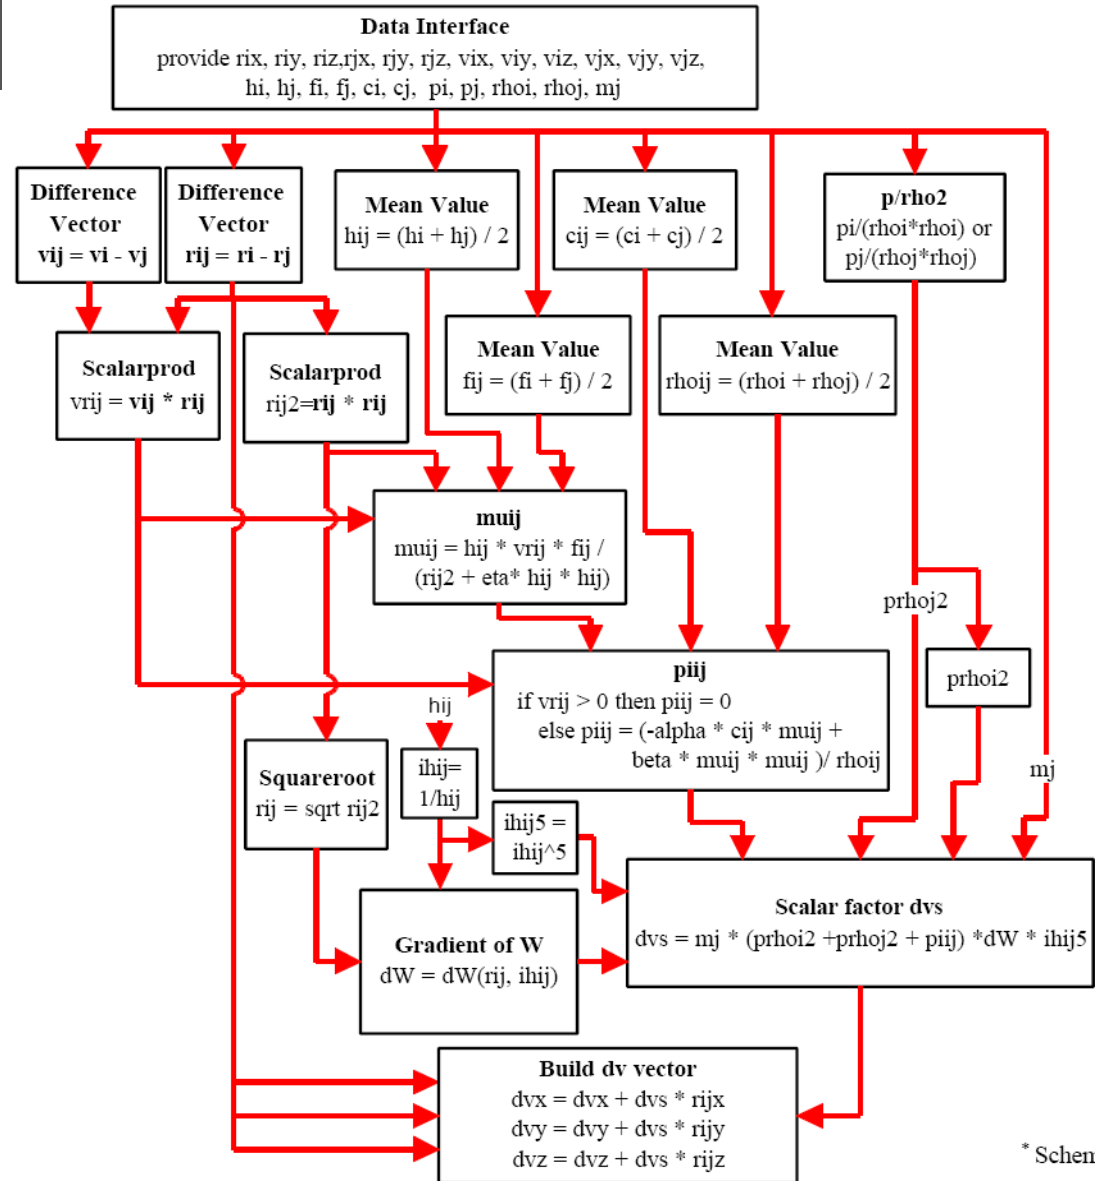 Data Interface
provide rix, riy, riz,rjx, rjy, rjz, vix, viy, viz, vjx, vjy, vjz,
hi, hj, fi, fj, ci, cj, pi, pj, rhoi, rhoj, mj
Difference
Vector
vij = vi - vj
Difference
Vector
rij = ri - rj
Mean Value
hij = (hi + hj) / 2
Mean Value
cij = (ci + cj) / 2
p/rho2
pi/(rhoi*rhoi) or
pj/(rhoj*rhoj)
Scalarprod
vrij = vij * rij
Scalarprod
rij2=rij * rij
Mean Value
fij = (fi + fj) / 2
Mean Value
rhoij = (rhoi + rhoj) / 2
muij
muij = hij * vrij * fij /
(rij2 + eta* hij * hij)
prhoj2
prhoi2
piij
if vrij > 0 then piij = 0
else piij = (-alpha * cij * muij +
beta * muij * muij )/ rhoij
hij
mj
Squareroot
rij = sqrt rij2
ihij=
1/hij
ihij5 =
ihij^5
Scalar factor dvs
dvs = mj * (prhoi2 +prhoj2 + piij) *dW * ihij5
Gradient of W
dW = dW(rij, ihij)
Build dv vector
dvx = dvx + dvs * rijx
dvy = dvy + dvs * rijy
dvz = dvz + dvs * rijz
* Schem